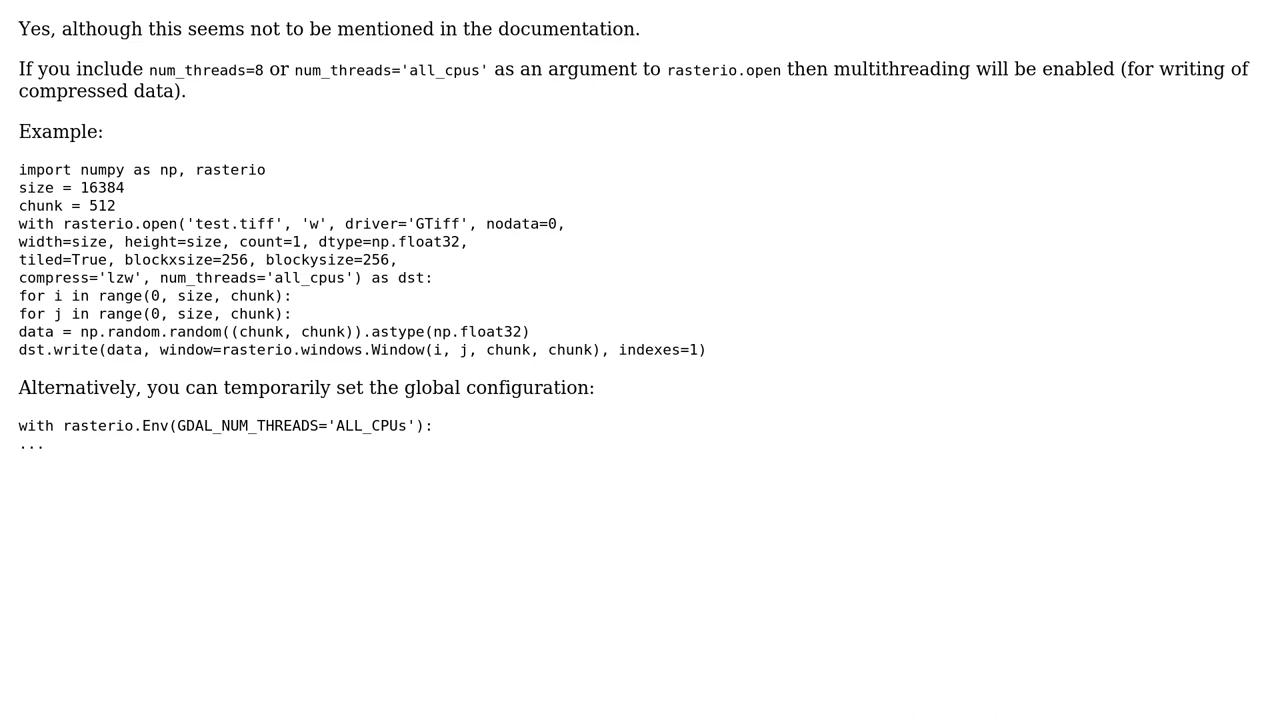 Yes, although this seems not to be mentioned in the documentation.
If you include num_threads=8 or num_threads='all_cpus' as an argument to rasterio.open then multithreading will be enabled (for writing of
compressed data).
Example:
import numpy as np, rasterio
size = 16384
chunk = 512
with rasterio.open('test.tiff', 'w', driver='GTiff', nodata=0,
width=size, height=size, count=1, dtype=np.float32,
tiled=True, blockxsize=256, blockysize=256,
compress='lzw', num_threads='all_cpus') as dst:
for i in range(0, size, chunk):
for j in range(0, size, chunk):
data = np.random.random((chunk, chunk)).astype(np.float32)
dst.write(data, window=rasterio.windows.Window(i, j, chunk, chunk), indexes=1)
Alternatively, you can temporarily set the global configuration:
with rasterio.Env(GDAL_NUM_THREADS='ALL_CPUs'):
...